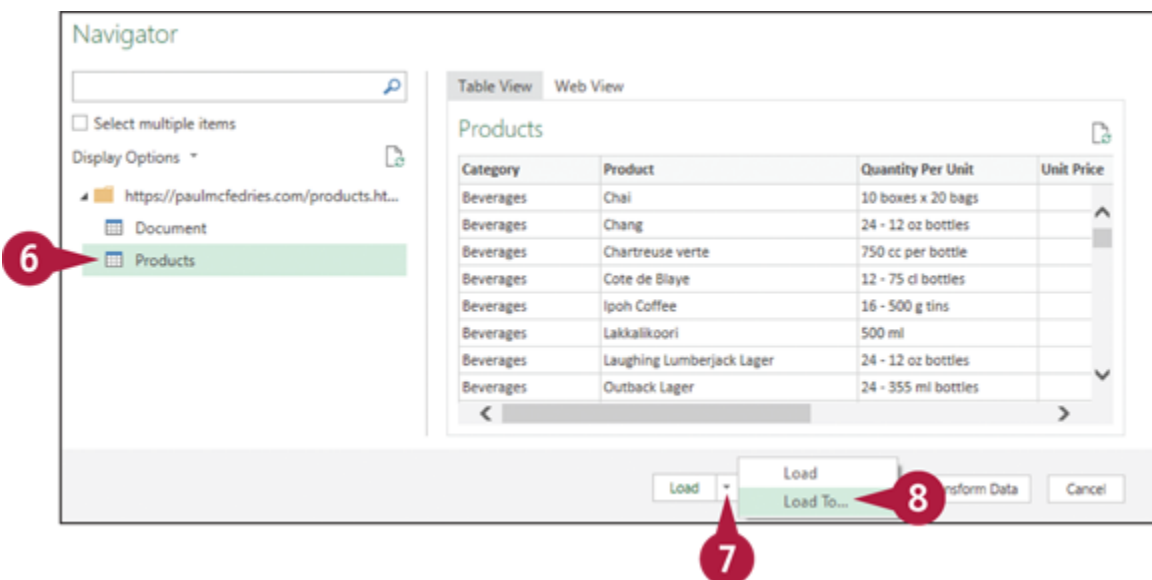 Navigator
Table View Web View
Select multiple items
Products
Display Options
Category Product Quantity Per Unit Unit Price
https://paulmcfedries.com/products.ht...
Beverages Chai 10 boxes x 20 bags
Document
Beverages Chang 24 - 12 oz bottles
6 Products
Beverages Chartreuse verte 750 cc per bottle
Beverages Cote de Blaye 12 - 75 cl bottles
Beverages Ipoh Coffee 16 - 500 g tins
Beverages Lakkalikoori 500 ml
Beverages Laughing Lumberjack Lager 24 - 12 oz bottles
Beverages Outback Lager 24 - 355 ml bottles
Load
Load nsform Data Cancel
Load To... 8
7